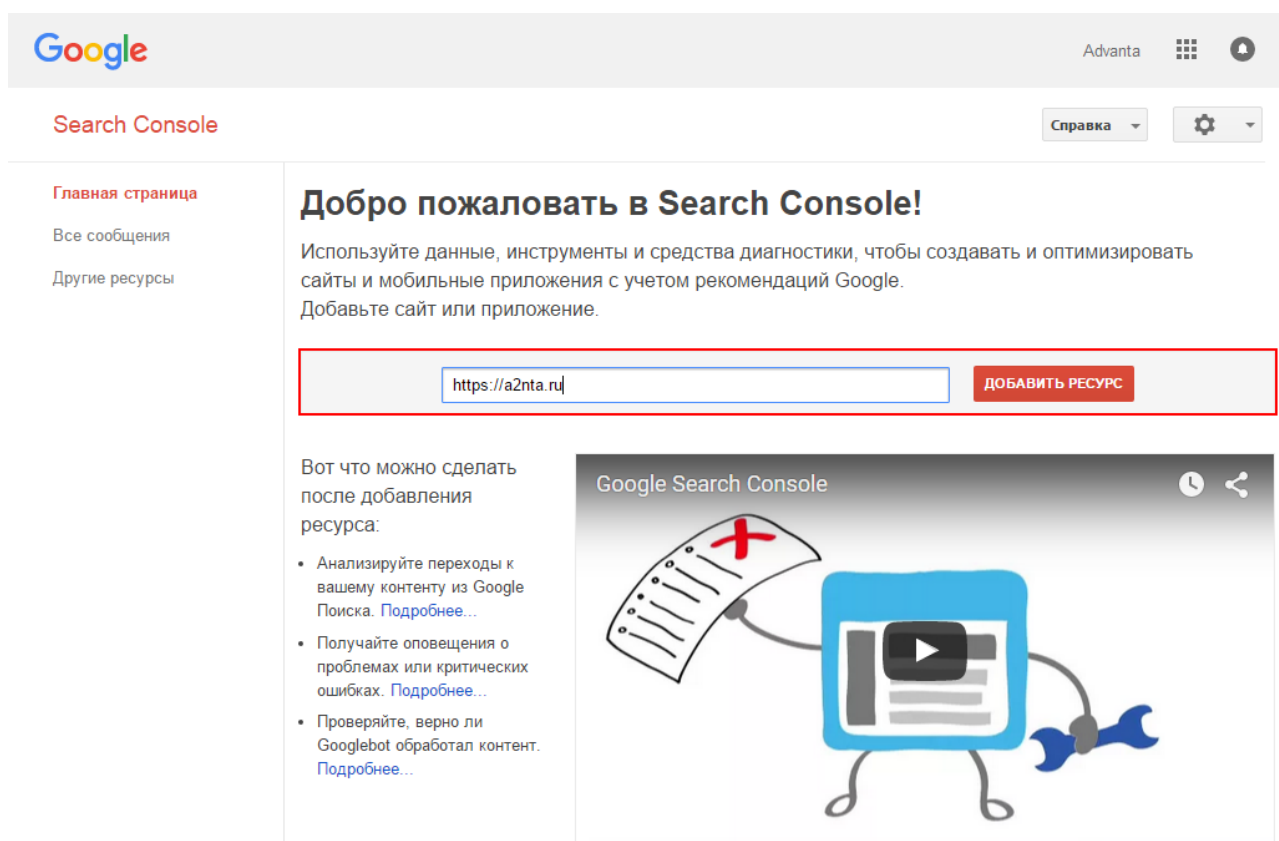 Google
Advanta
Search Console
Справка
Главная страница
Все сообщения
Другие ресурсы
Добро пожаловать в Search Console!
Используйте данные, инструменты и средства диагностики, чтобы создавать и оптимизировать
сайты и мобильные приложения с учетом рекомендаций Google.
Добавьте сайт или приложение.
https://a2nta.ru
ДОБАВИТЬ РЕСУРС
Вот что можно сделать
после добавления
ресурса:
• Анализируйте переходы к
вашему контенту из Google
Поиска. Подробнее...
• Получайте оповещения о
проблемах или критических
ошибках. Подробнее...
• Проверяйте, верно ли
Googlebot обработал контент.
Подробнее...
Google Search Console